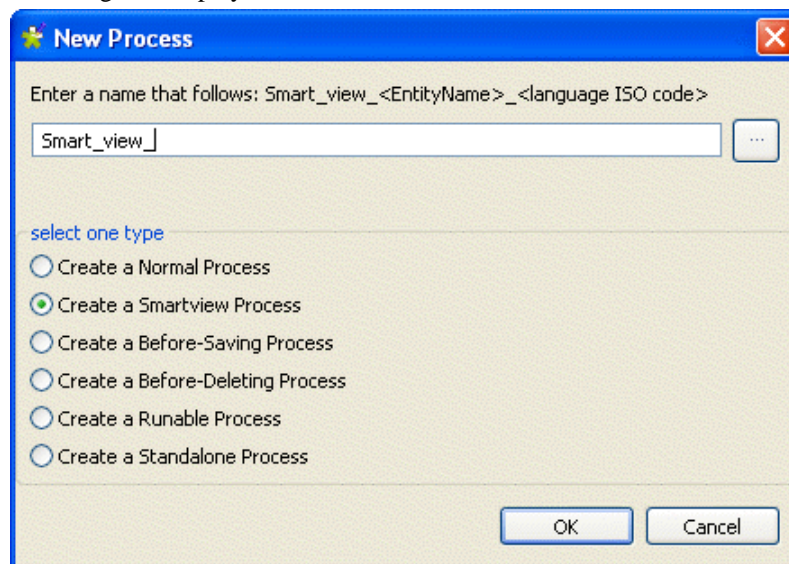 New Process
Enter a name that follows: Smart_view_<EntityName>_<language ISO code>
Smart_view_
...
select one type
Create a Normal Process
Create a Smartview Process
Create a Before-Saving Process
Create a Before-Deleting Process
Create a Runable Process
Create a Standalone Process
OK Cancel